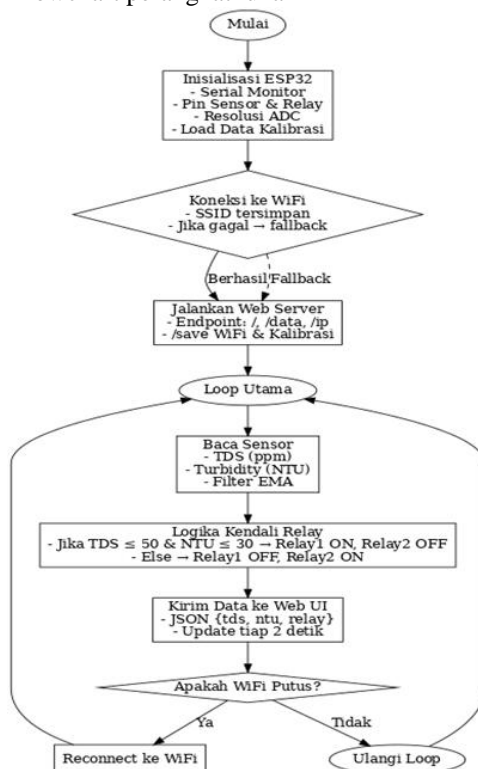 Mulai
Inisialisasi ESP32
- Serial Monitor
- Pin Sensor & Relay
- Resolusi ADC
- Load Data Kalibrasi
Koneksi ke WiFi
- SSID tersimpan
- Jika gagal → fallback
Berhasil Fallback
Jalankan Web Server
- Endpoint: /, /data, /ip
- /save WiFi & Kalibrasi
Loop Utama
Baca Sensor
- TDS (ppm)
- Turbidity (NTU)
- Filter EMA
Logika Kendali Relay
- Jika TDS ≤ 50 & NTU ≤ 30 → Relay1 ON, Relay2 OFF
- Else → Relay1 OFF, Relay2 ON
Kirim Data ke Web UI
- JSON {tds, ntu, relay}
- Update tiap 2 detik
Apakah WiFi Putus?
Ya Tidak
Reconnect ke WiFi Ulangi Loop